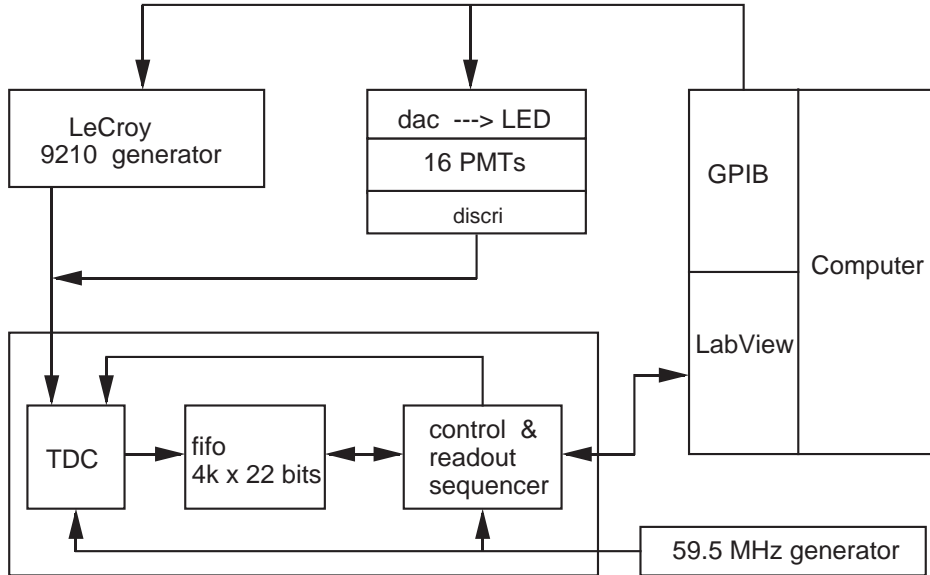 LeCroy
9210 generator
dac ---> LED
16 PMTs
discri
GPIB
Computer
LabView
TDC
fifo
4k x 22 bits
control &
readout
sequencer
59.5 MHz generator